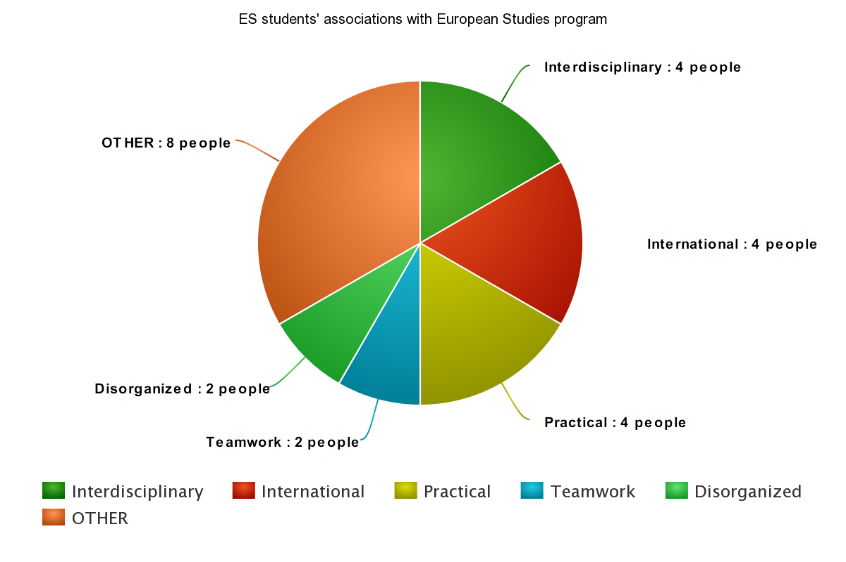 ES students' associations with European Studies program
Interdisciplinary : 4 people
OTHER : 8 people
International : 4 people
Disorganized : 2 people
Practical : 4 people
Teamwork : 2 people
Interdisciplinary International Practical Teamwork Disorganized
OTHER